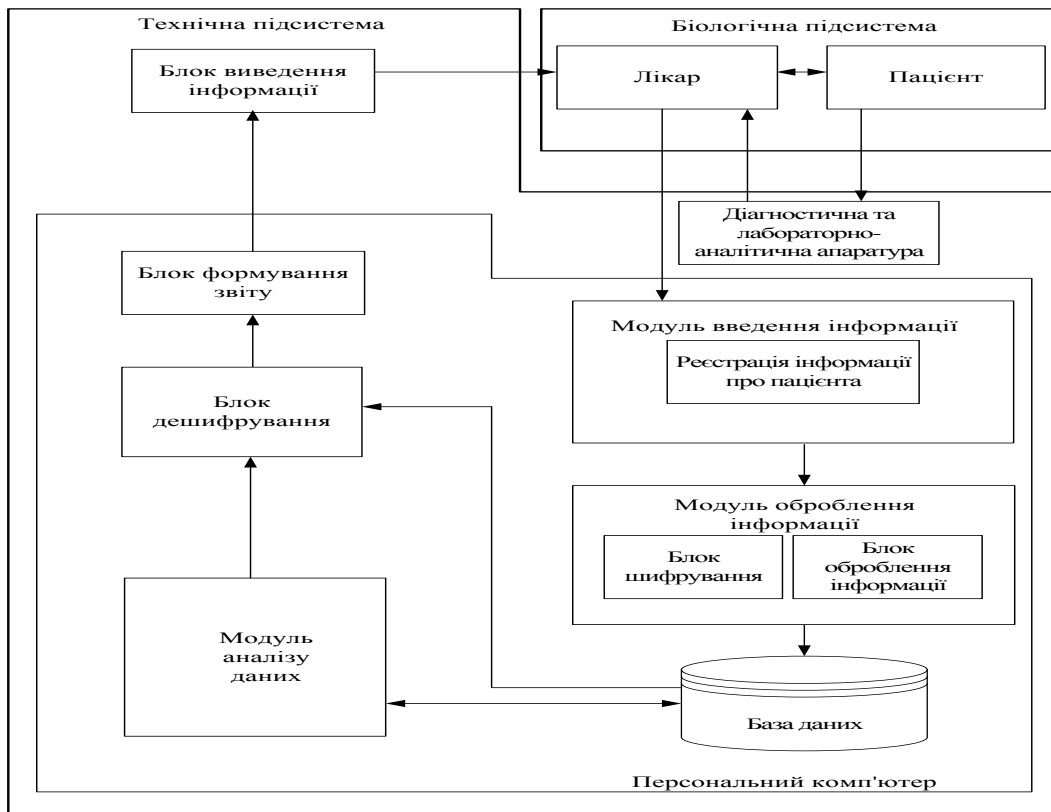 Технічна підсистема
Біологічна підсистема
Блок виведення
інформації
Лікар
Пацієнт
Діагностична та
лабораторно-
аналітична апаратура
Блок формування
звіту
Модуль введення інформації
Реєстрація інформації
про пацієнта
Блок
дешифрування
Модуль оброблення
інформації
Блок
шифрування
Блок
оброблення
інформації
Модуль
аналізу
даних
База даних
Персональний комп'ютер